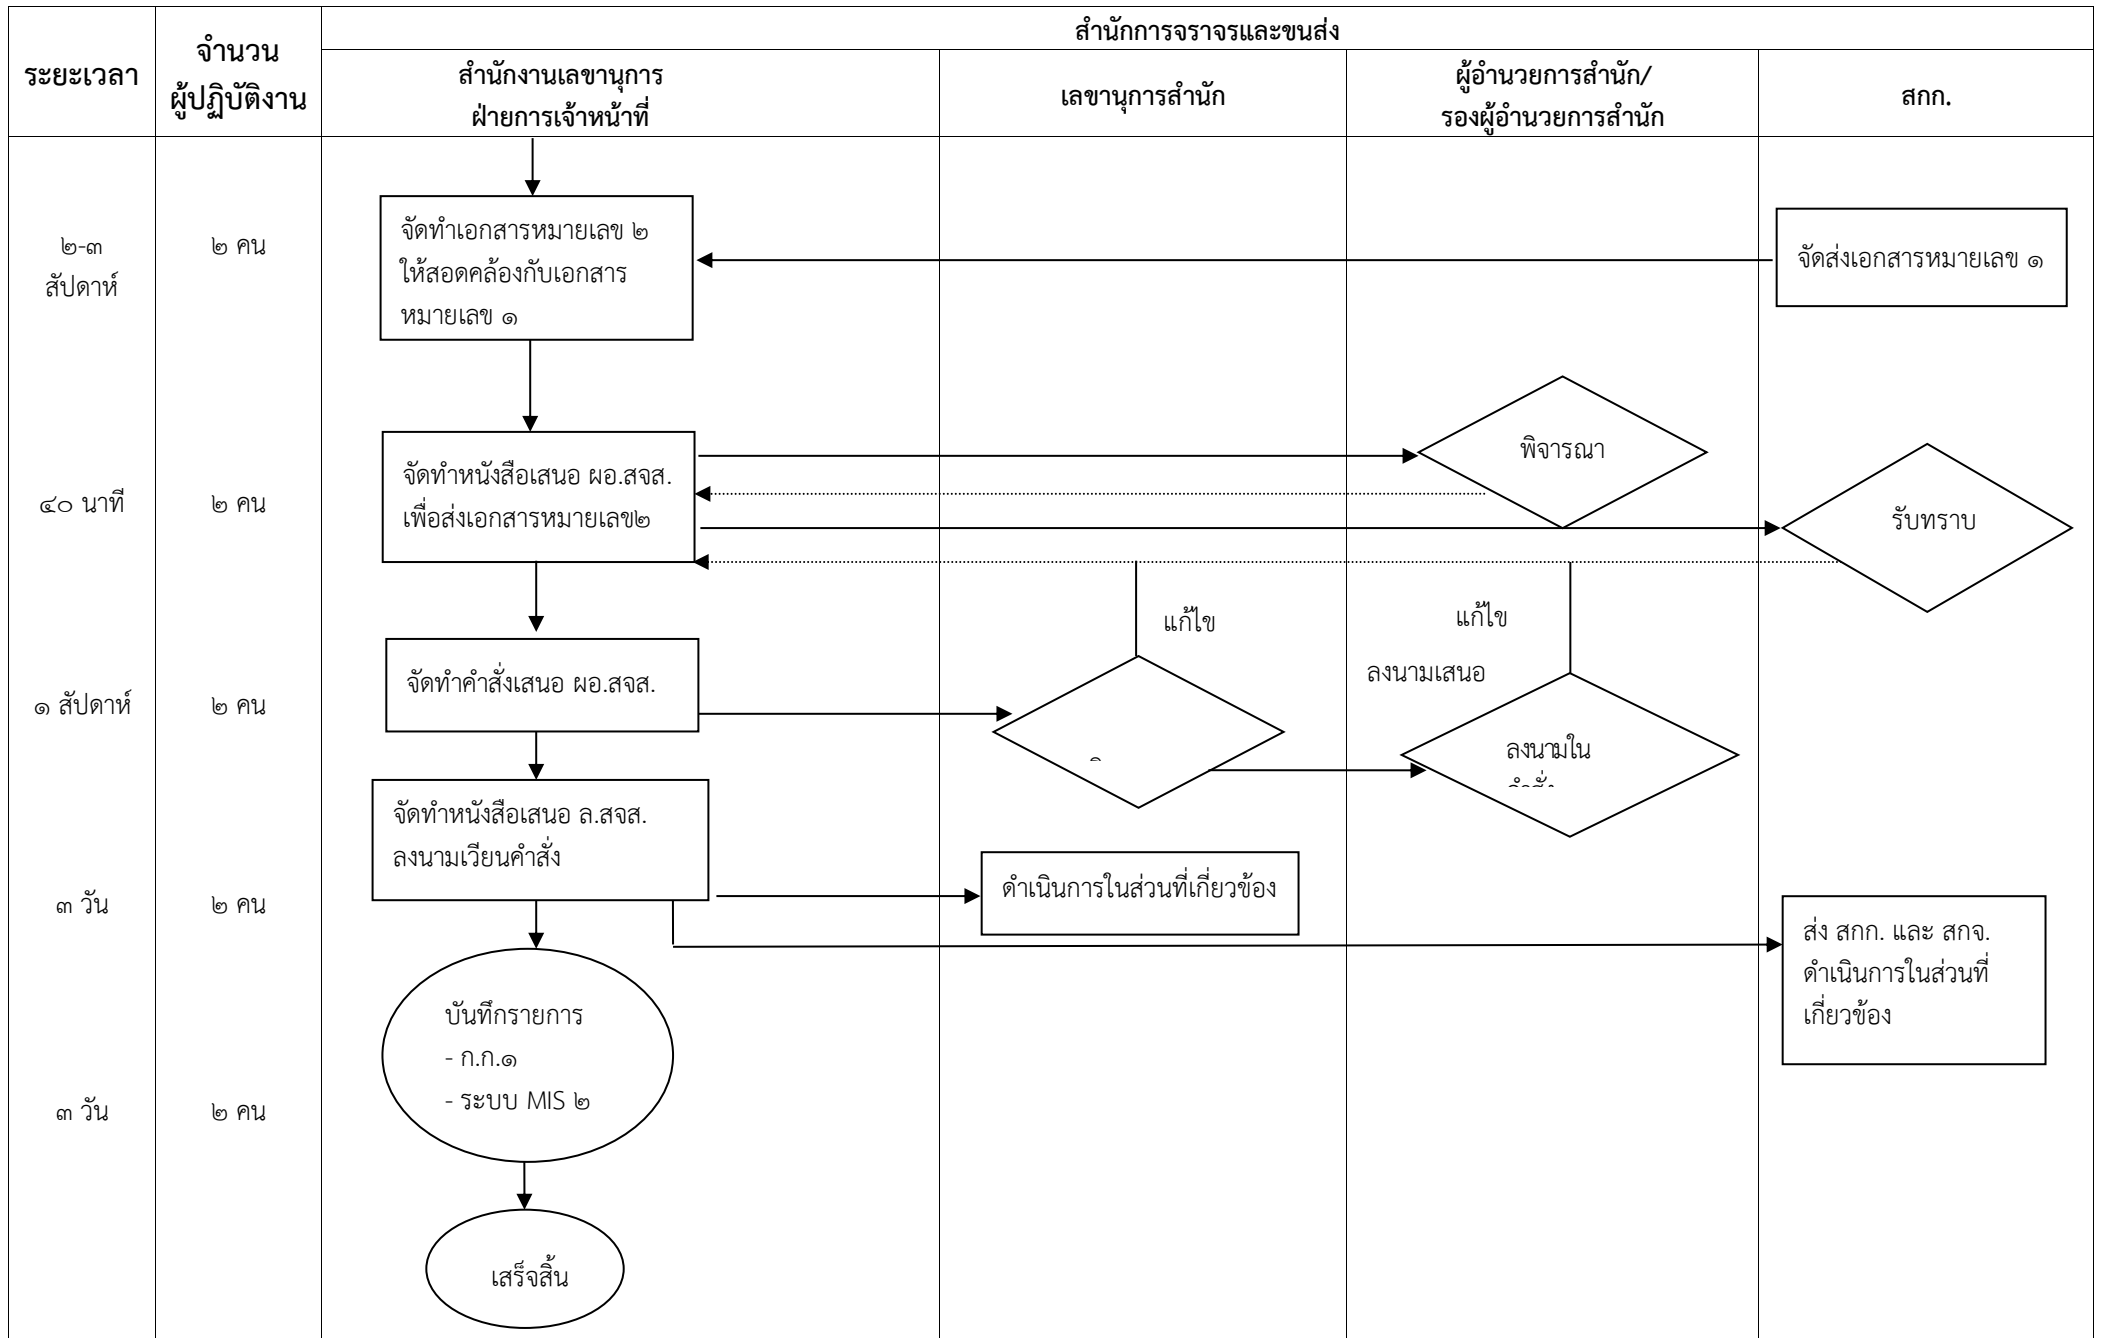 สำนักการจราจรและขนส่ง
ระยะเวลา
จำนวน
ผู้ปฏิบัติงาน
สำนักงานเลขานุการ
ฝ่ายการเจ้าหน้าที่
เลขานุการสำนัก
ผู้อำนวยการสำนัก/
รองผู้อำนวยการสำนัก
สกก.
๒-๓
สัปดาห์
๒ คน
จัดทำเอกสารหมายเลข ๒
ให้สอดคล้องกับเอกสาร
หมายเลข ๑
จัดส่งเอกสารหมายเลข ๑
๔๐ นาที
๒ คน
จัดทำหนังสือเสนอ ผอ.สจส.
เพื่อส่งเอกสารหมายเลข๒
พิจารณา
รับทราบ
แก้ไข
แก้ไข
ลงนามเสนอ
๑ สัปดาห์
๒ คน
จัดทำคำสั่งเสนอ ผอ.สจส.
ลงนามใน
จัดทำหนังสือเสนอ ล.สจส.
ลงนามเวียนคำสั่ง
๓ วัน
๒ คน
ดำเนินการในส่วนที่เกี่ยวข้อง
ส่ง สกก. และ สกจ.
ดำเนินการในส่วนที่
เกี่ยวข้อง
บันทึกรายการ
- ก.ก.๑
- ระบบ MIS ๒
๓ วัน
๒ คน
เสร็จสิ้น